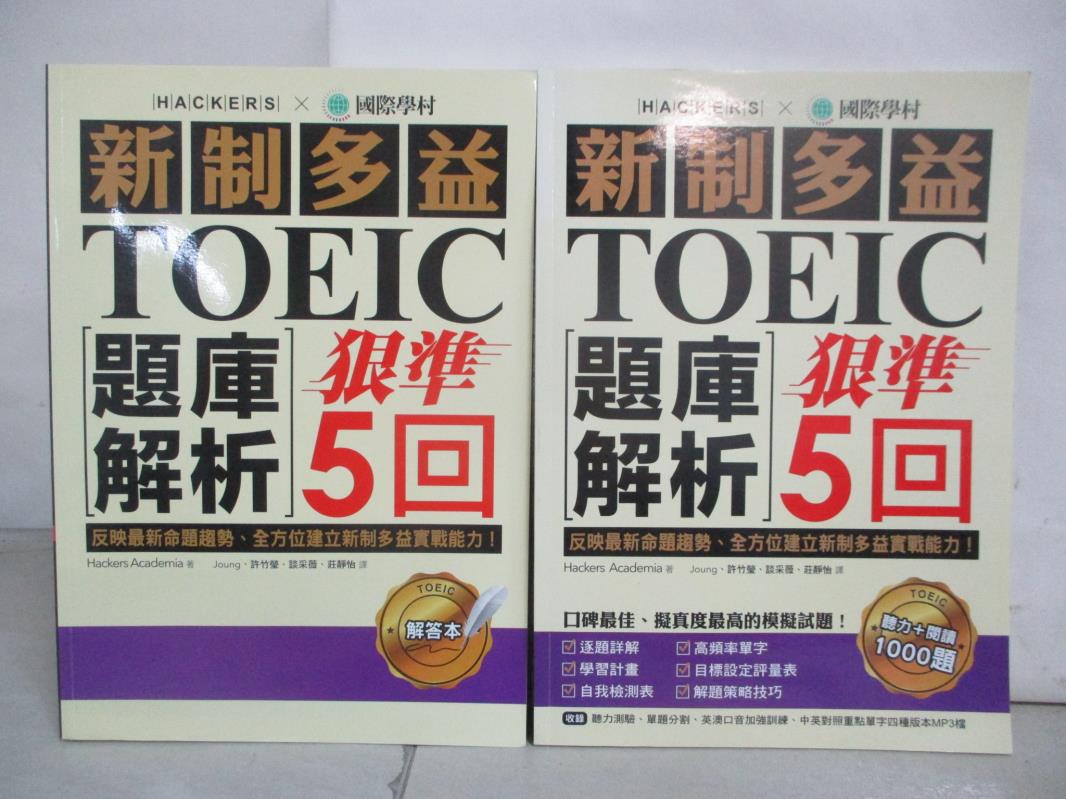 HACKERS × 國際學村
新制多益
TOEIC
題庫
解析
狠準
5回
反映最新命題趨勢、全方位建立新制多益實戰能力！
Hackers Academia 著 Joung、許竹瑩、談采薇、莊靜怡 譯
TOEIC
解答本
HACKERS × 國際學村
新制多益
TOEIC
題庫
解析
狠準
5回
反映最新命題趨勢、全方位建立新制多益實戰能力！
Hackers Academia 著 Joung、許竹瑩、談采薇、莊靜怡 譯
口碑最佳、擬真度最高的模擬試題！
TOEIC
聽力+閱讀
1000題
逐題詳解 高頻率單字
學習計畫 目標設定評量表
自我檢測表 解題策略技巧
收錄 聽力測驗、單題分割、英澳口音加強訓練、中英對照重點單字四種版本MP3檔